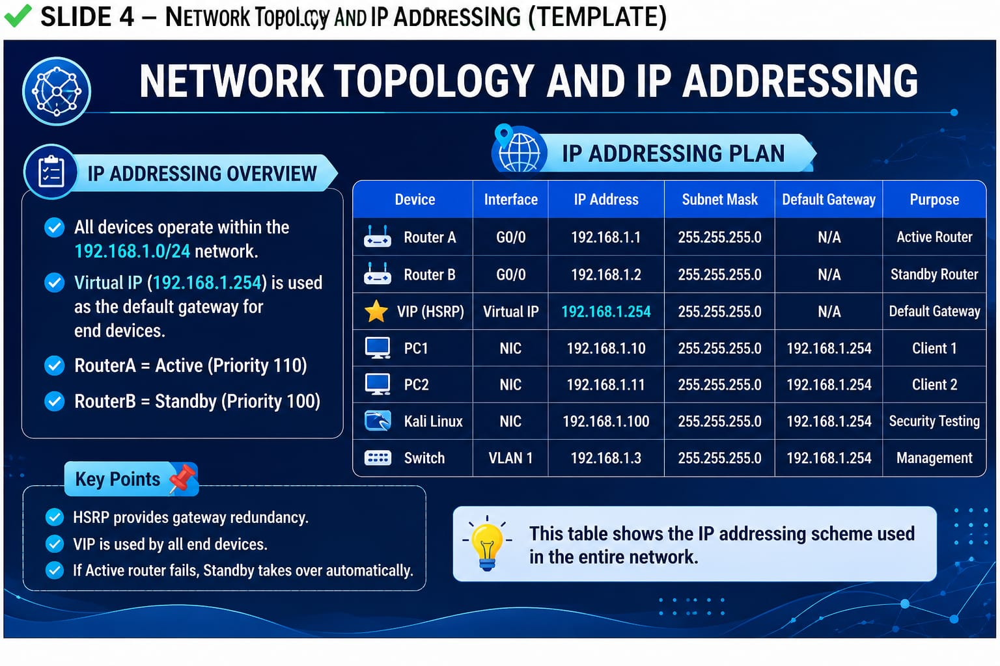 SLIDE 4 – NETWORK TOPOLCY AND IP ADDRESSING (TEMPLATE)
NETWORK TOPOLOGY AND IP ADDRESSING
IP ADDRESSING OVERVIEW
All devices operate within the
192.168.1.0/24 network.
Virtual IP (192.168.1.254) is used
as the default gateway for
end devices.
RouterA = Active (Priority 110)
RouterB = Standby (Priority 100)
IP ADDRESSING PLAN
Device Interface IP Address Subnet Mask Default Gateway Purpose
Router A G0/0 192.168.1.1 255.255.255.0 N/A Active Router
Router B G0/0 192.168.1.2 255.255.255.0 N/A Standby Router
VIP (HSRP) Virtual IP 192.168.1.254 255.255.255.0 N/A Default Gateway
PC1 NIC 192.168.1.10 255.255.255.0 192.168.1.254 Client 1
PC2 NIC 192.168.1.11 255.255.255.0 192.168.1.254 Client 2
Kali Linux NIC 192.168.1.100 255.255.255.0 192.168.1.254 Security Testing
Switch VLAN 1 192.168.1.3 255.255.255.0 192.168.1.254 Management
Key Points
HSRP provides gateway redundancy.
VIP is used by all end devices.
If Active router fails, Standby takes over automatically.
This table shows the IP addressing scheme used
in the entire network.